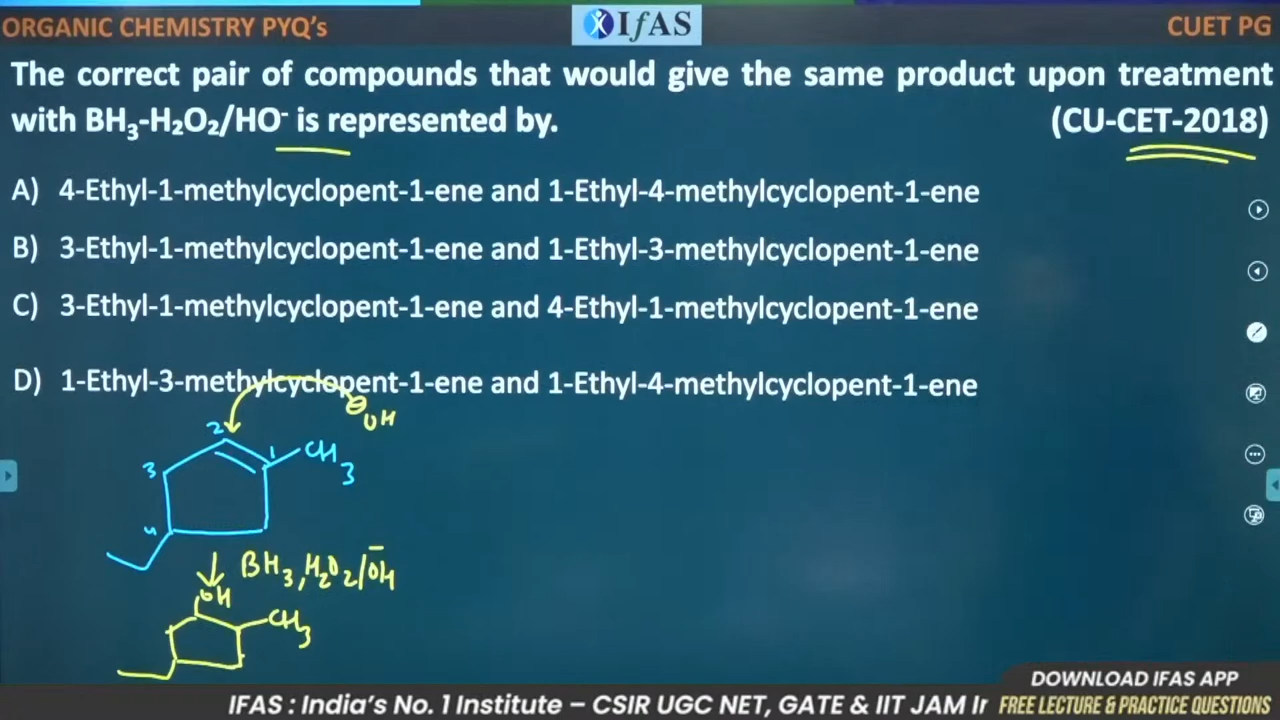 ORGANIC CHEMISTRY PYQ's
IfAS
CUET PG
The correct pair of compounds that would give the same product upon treatment
with BH₃-H₂O₂/HO⁻ is represented by.
(CU-CET-2018)
A) 4-Ethyl-1-methylcyclopent-1-ene and 1-Ethyl-4-methylcyclopent-1-ene
B) 3-Ethyl-1-methylcyclopent-1-ene and 1-Ethyl-3-methylcyclopent-1-ene
C) 3-Ethyl-1-methylcyclopent-1-ene and 4-Ethyl-1-methylcyclopent-1-ene
D) 1-Ethyl-3-methylcyclopent-1-ene and 1-Ethyl-4-methylcyclopent-1-ene
⊖OH
2
1 CH₃
3
4
BH₃, H₂O₂/OH⁻
OH
CH₃
DOWNLOAD IFAS APP
IFAS : India's No. 1 Institute – CSIR UGC NET, GATE & IIT JAM Ir
FREE LECTURE & PRACTICE QUESTIONS